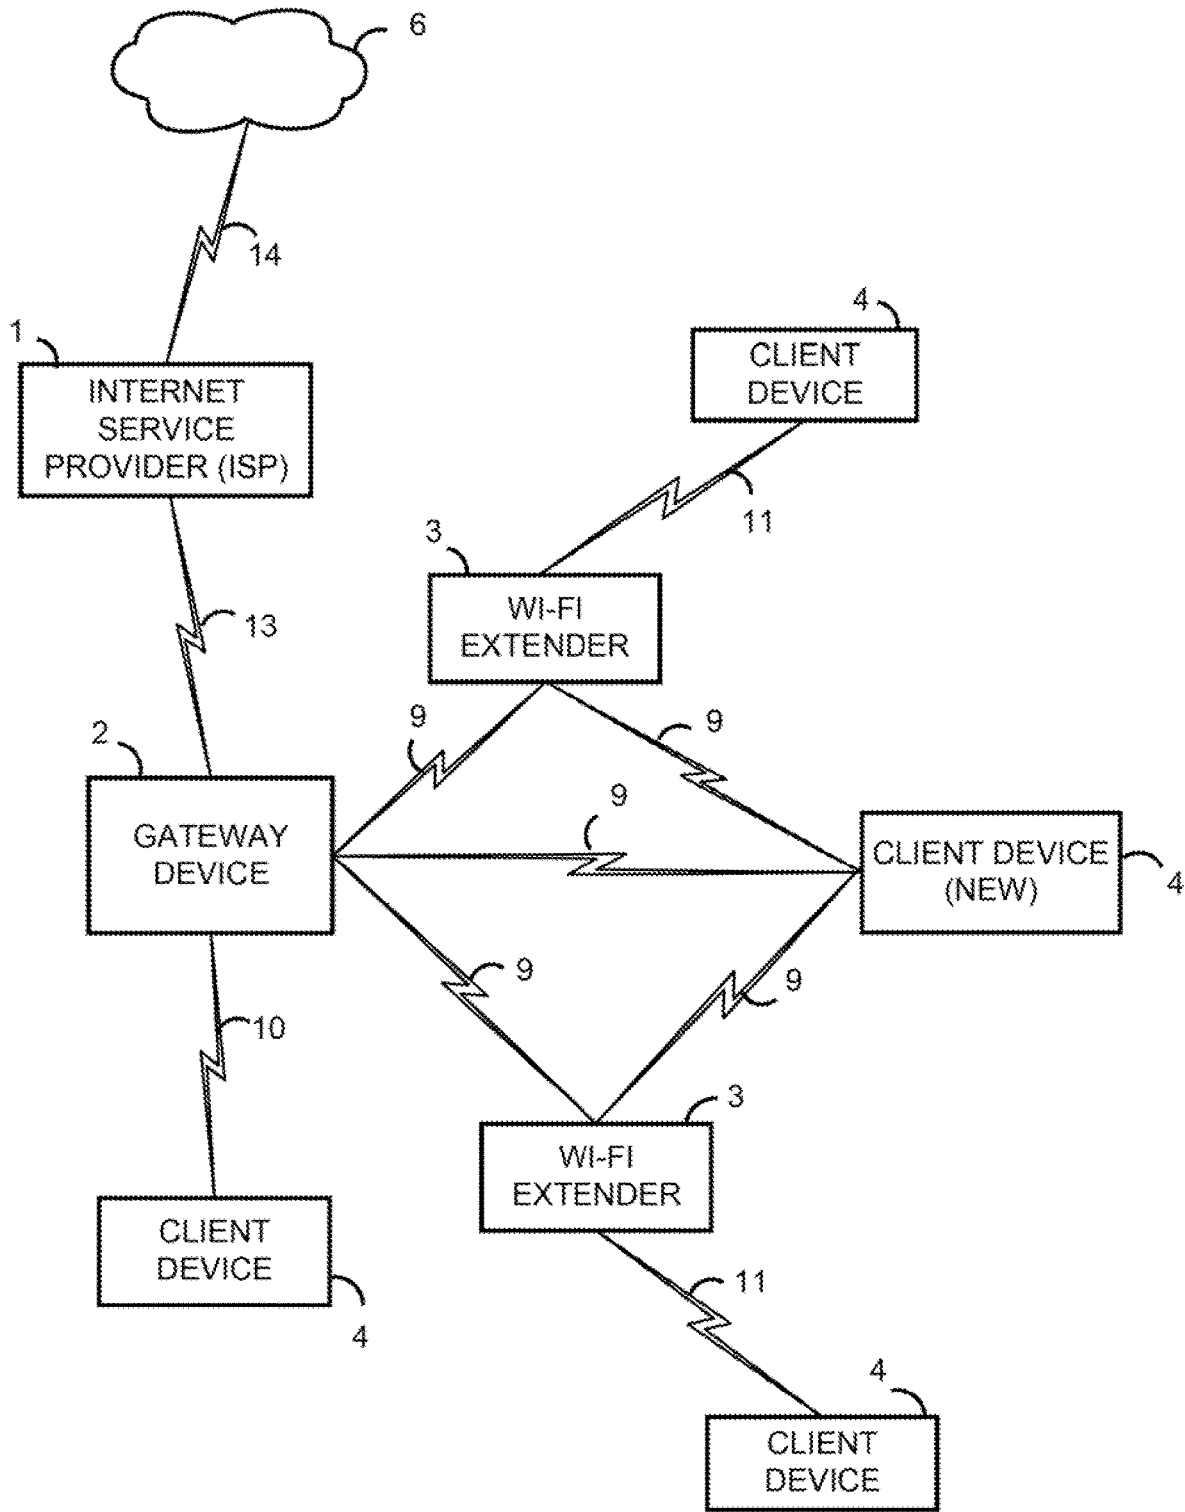 6
14
1
INTERNET
SERVICE
PROVIDER (ISP)
4
CLIENT
DEVICE
11
3
WI-FI
EXTENDER
13
9
9
2
GATEWAY
DEVICE
9
CLIENT DEVICE
(NEW)
4
9
9
10
3
WI-FI
EXTENDER
CLIENT
DEVICE
4
11
4
CLIENT
DEVICE